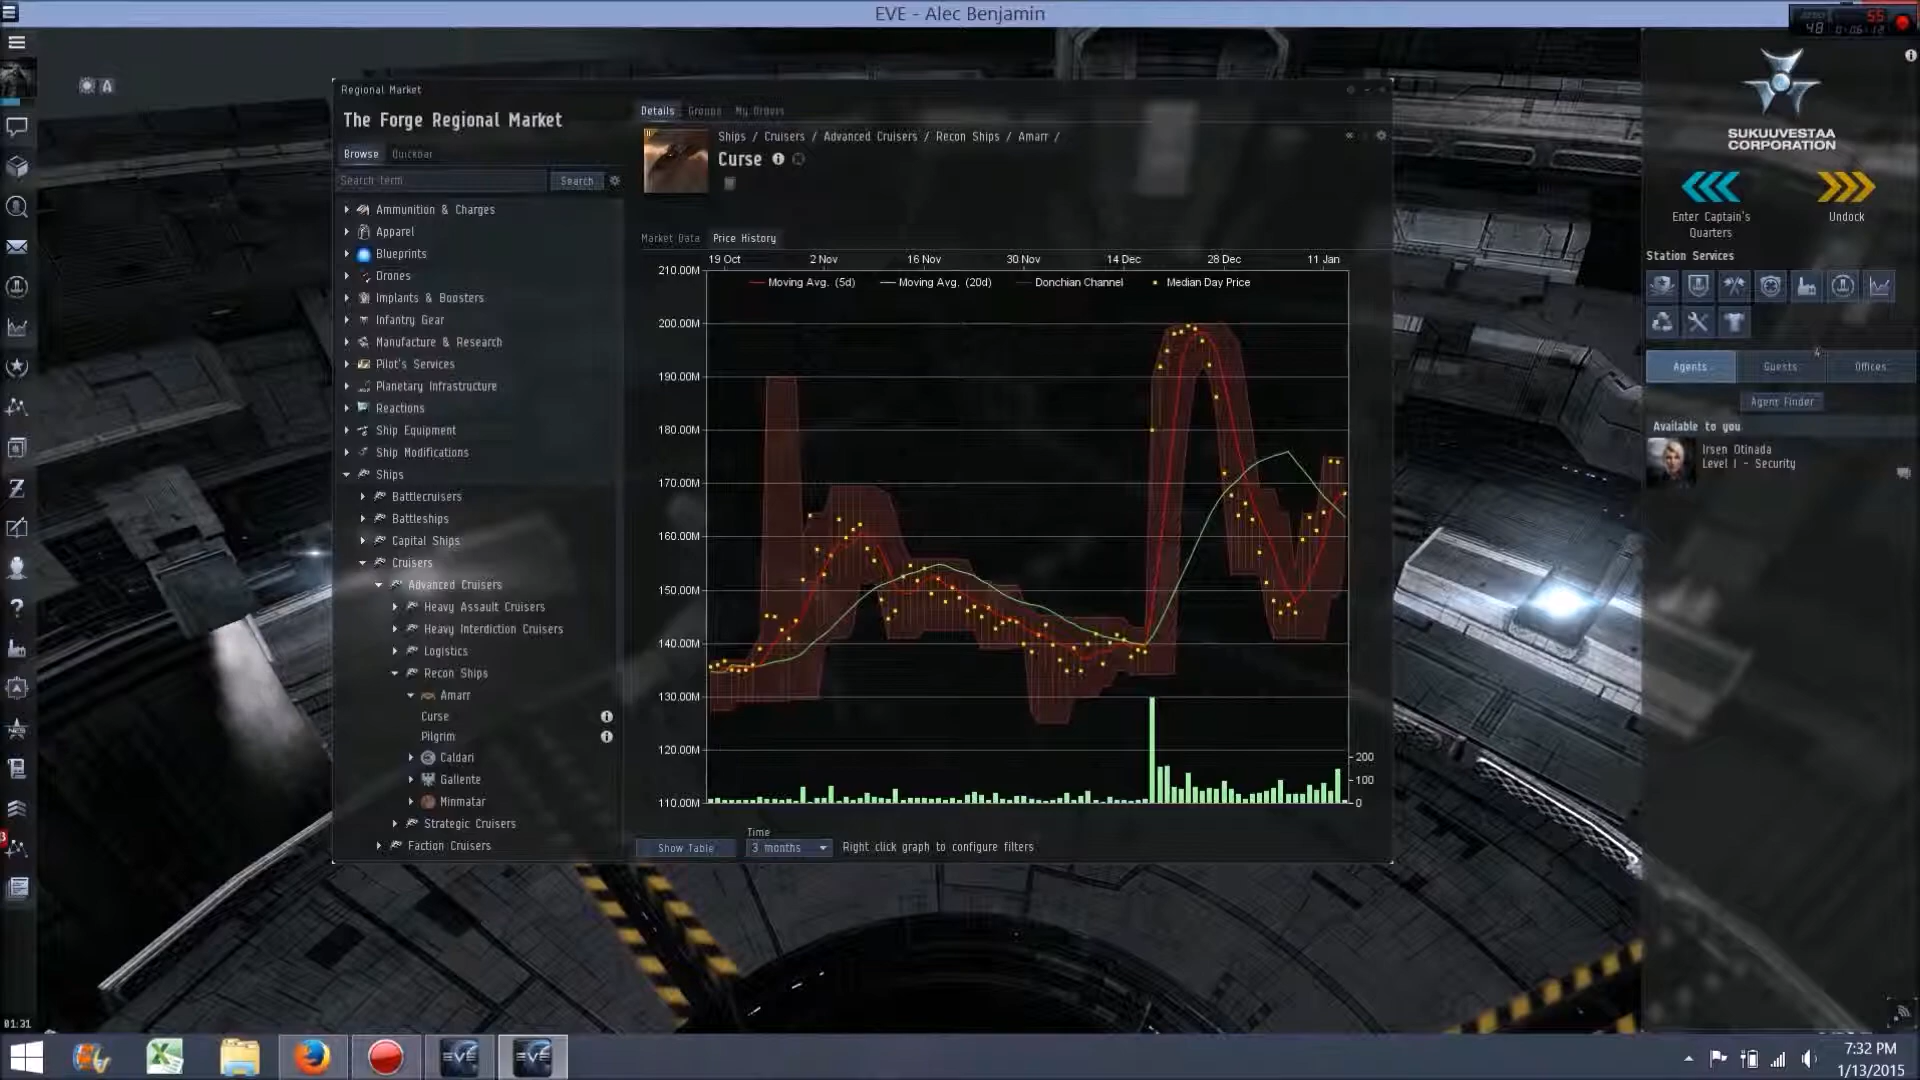 EVE - Alec Benjamin
55
48
Regional Market
The Forge Regional Market
Browse Quickbar
Search term
Search
Ammunition & Charges
Apparel
Blueprints
Drones
Implants & Boosters
Infantry Gear
Manufacture & Research
Pilot's Services
Planetary Infrastructure
Reactions
Ship Equipment
Ship Modifications
Ships
Battlecruisers
Battleships
Capital Ships
Cruisers
Advanced Cruisers
Heavy Assault Cruisers
Heavy Interdiction Cruisers
Logistics
Recon Ships
Amarr
Curse
Pilgrim
Caldari
Gallente
Minmatar
Strategic Cruisers
Faction Cruisers
Details Groups My Orders
Ships / Cruisers / Advanced Cruisers / Recon Ships / Amarr /
Curse
Market Data Price History
19 Oct 2 Nov 16 Nov 30 Nov 14 Dec 28 Dec 11 Jan
Moving Avg. (5d) Moving Avg. (20d) Donchian Channel Median Day Price
210.00M
200.00M
190.00M
180.00M
170.00M
160.00M
150.00M
140.00M
130.00M
120.00M
110.00M
200
100
0
Time
Show Table 3 months Right click graph to configure filters
SUKUUVESTAA
CORPORATION
Enter Captain's
Quarters
Undock
Station Services
4
Agents Guests Offices
Agent Finder
Available to you
Irsen Otinada
Level I - Security
A
3
01:31
EVE
EVE
7:32 PM
1/13/2015